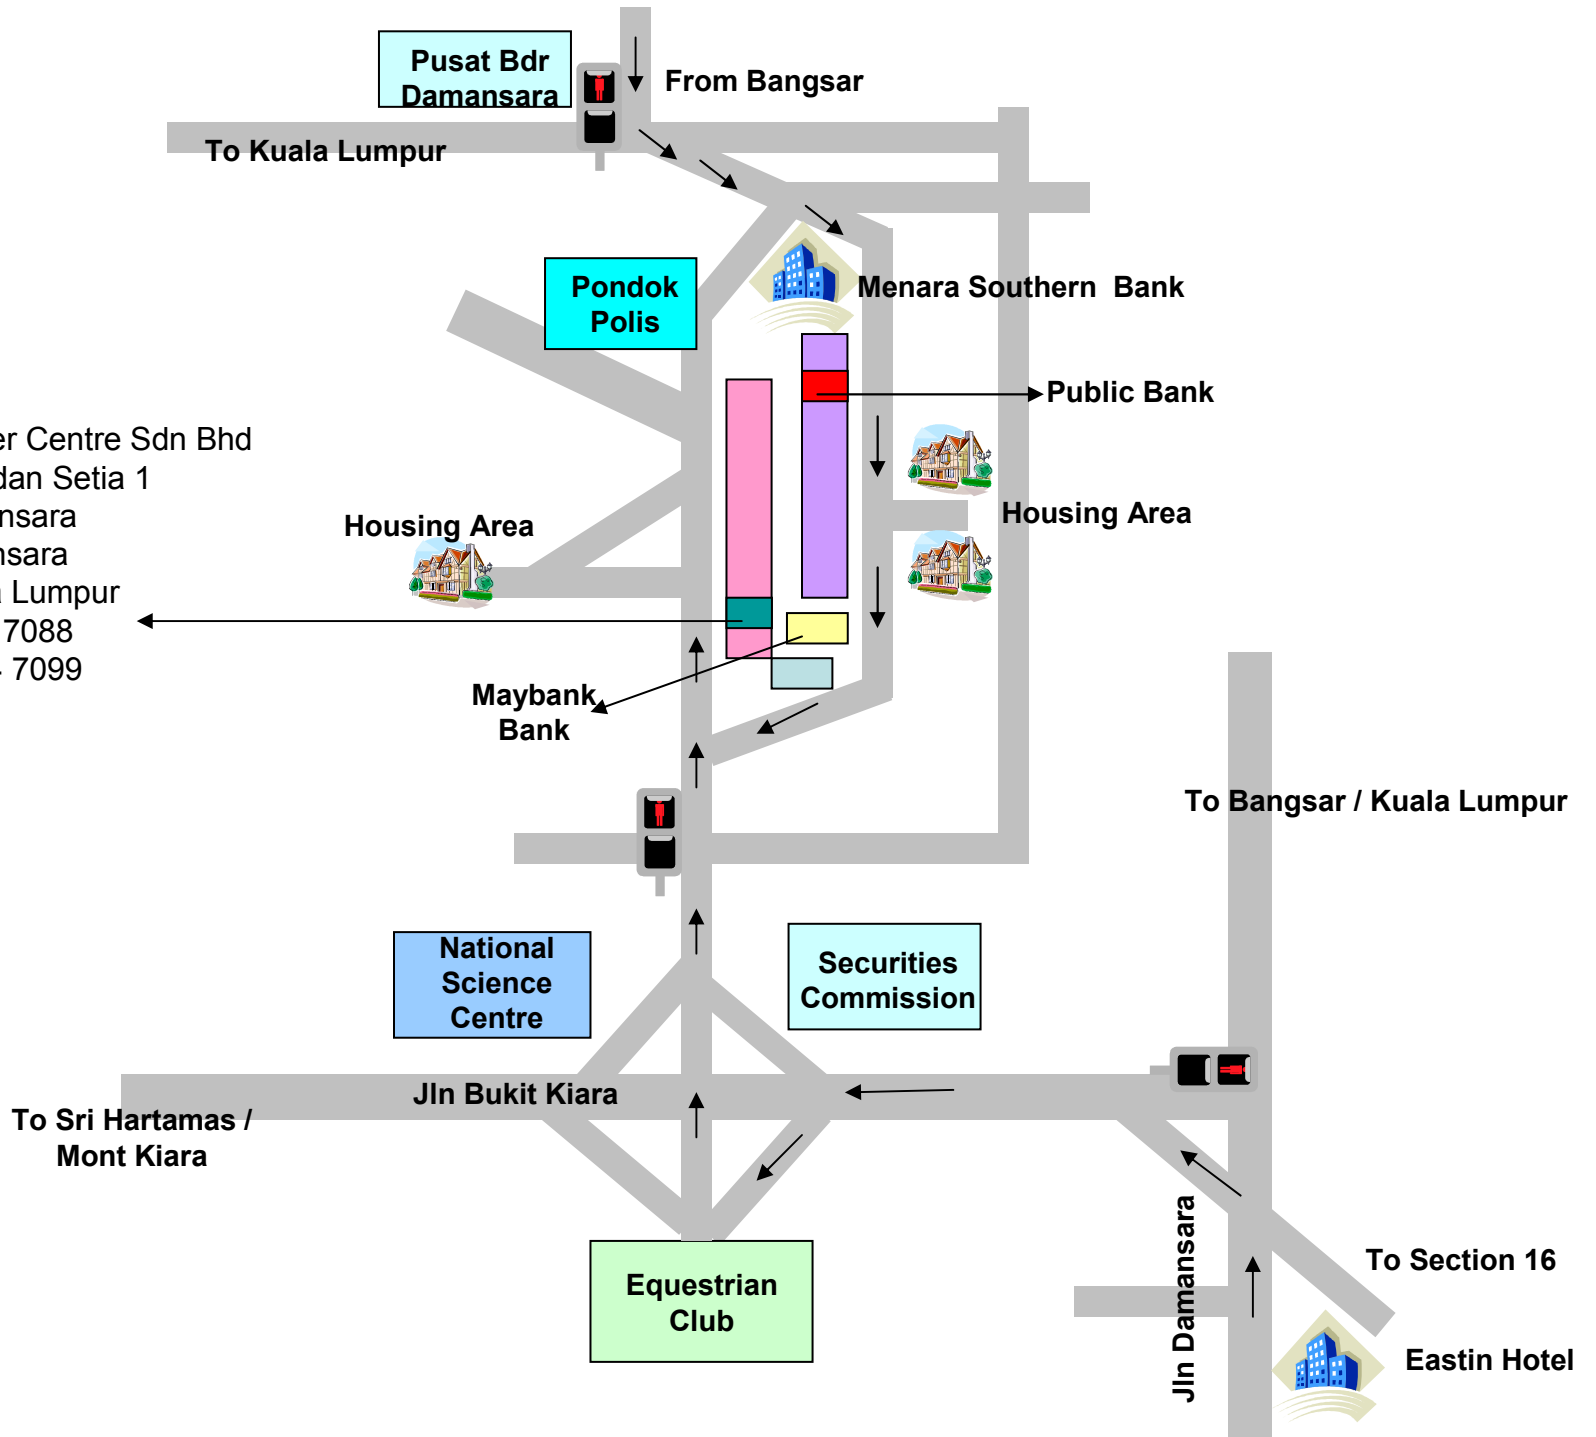 Pusat Bdr
Damansara
From Bangsar
To Kuala Lumpur
Pondok
Polis
Menara Southern Bank
Public Bank
er Centre Sdn Bhd
dan Setia 1
nsara
nsara
a Lumpur
7088
- 7099
Housing Area
Housing Area
Maybank
Bank
To Bangsar / Kuala Lumpur
National
Science
Centre
Securities
Commission
Jln Bukit Kiara
To Sri Hartamas /
Mont Kiara
Equestrian
Club
Jln Damansara
To Section 16
Eastin Hotel